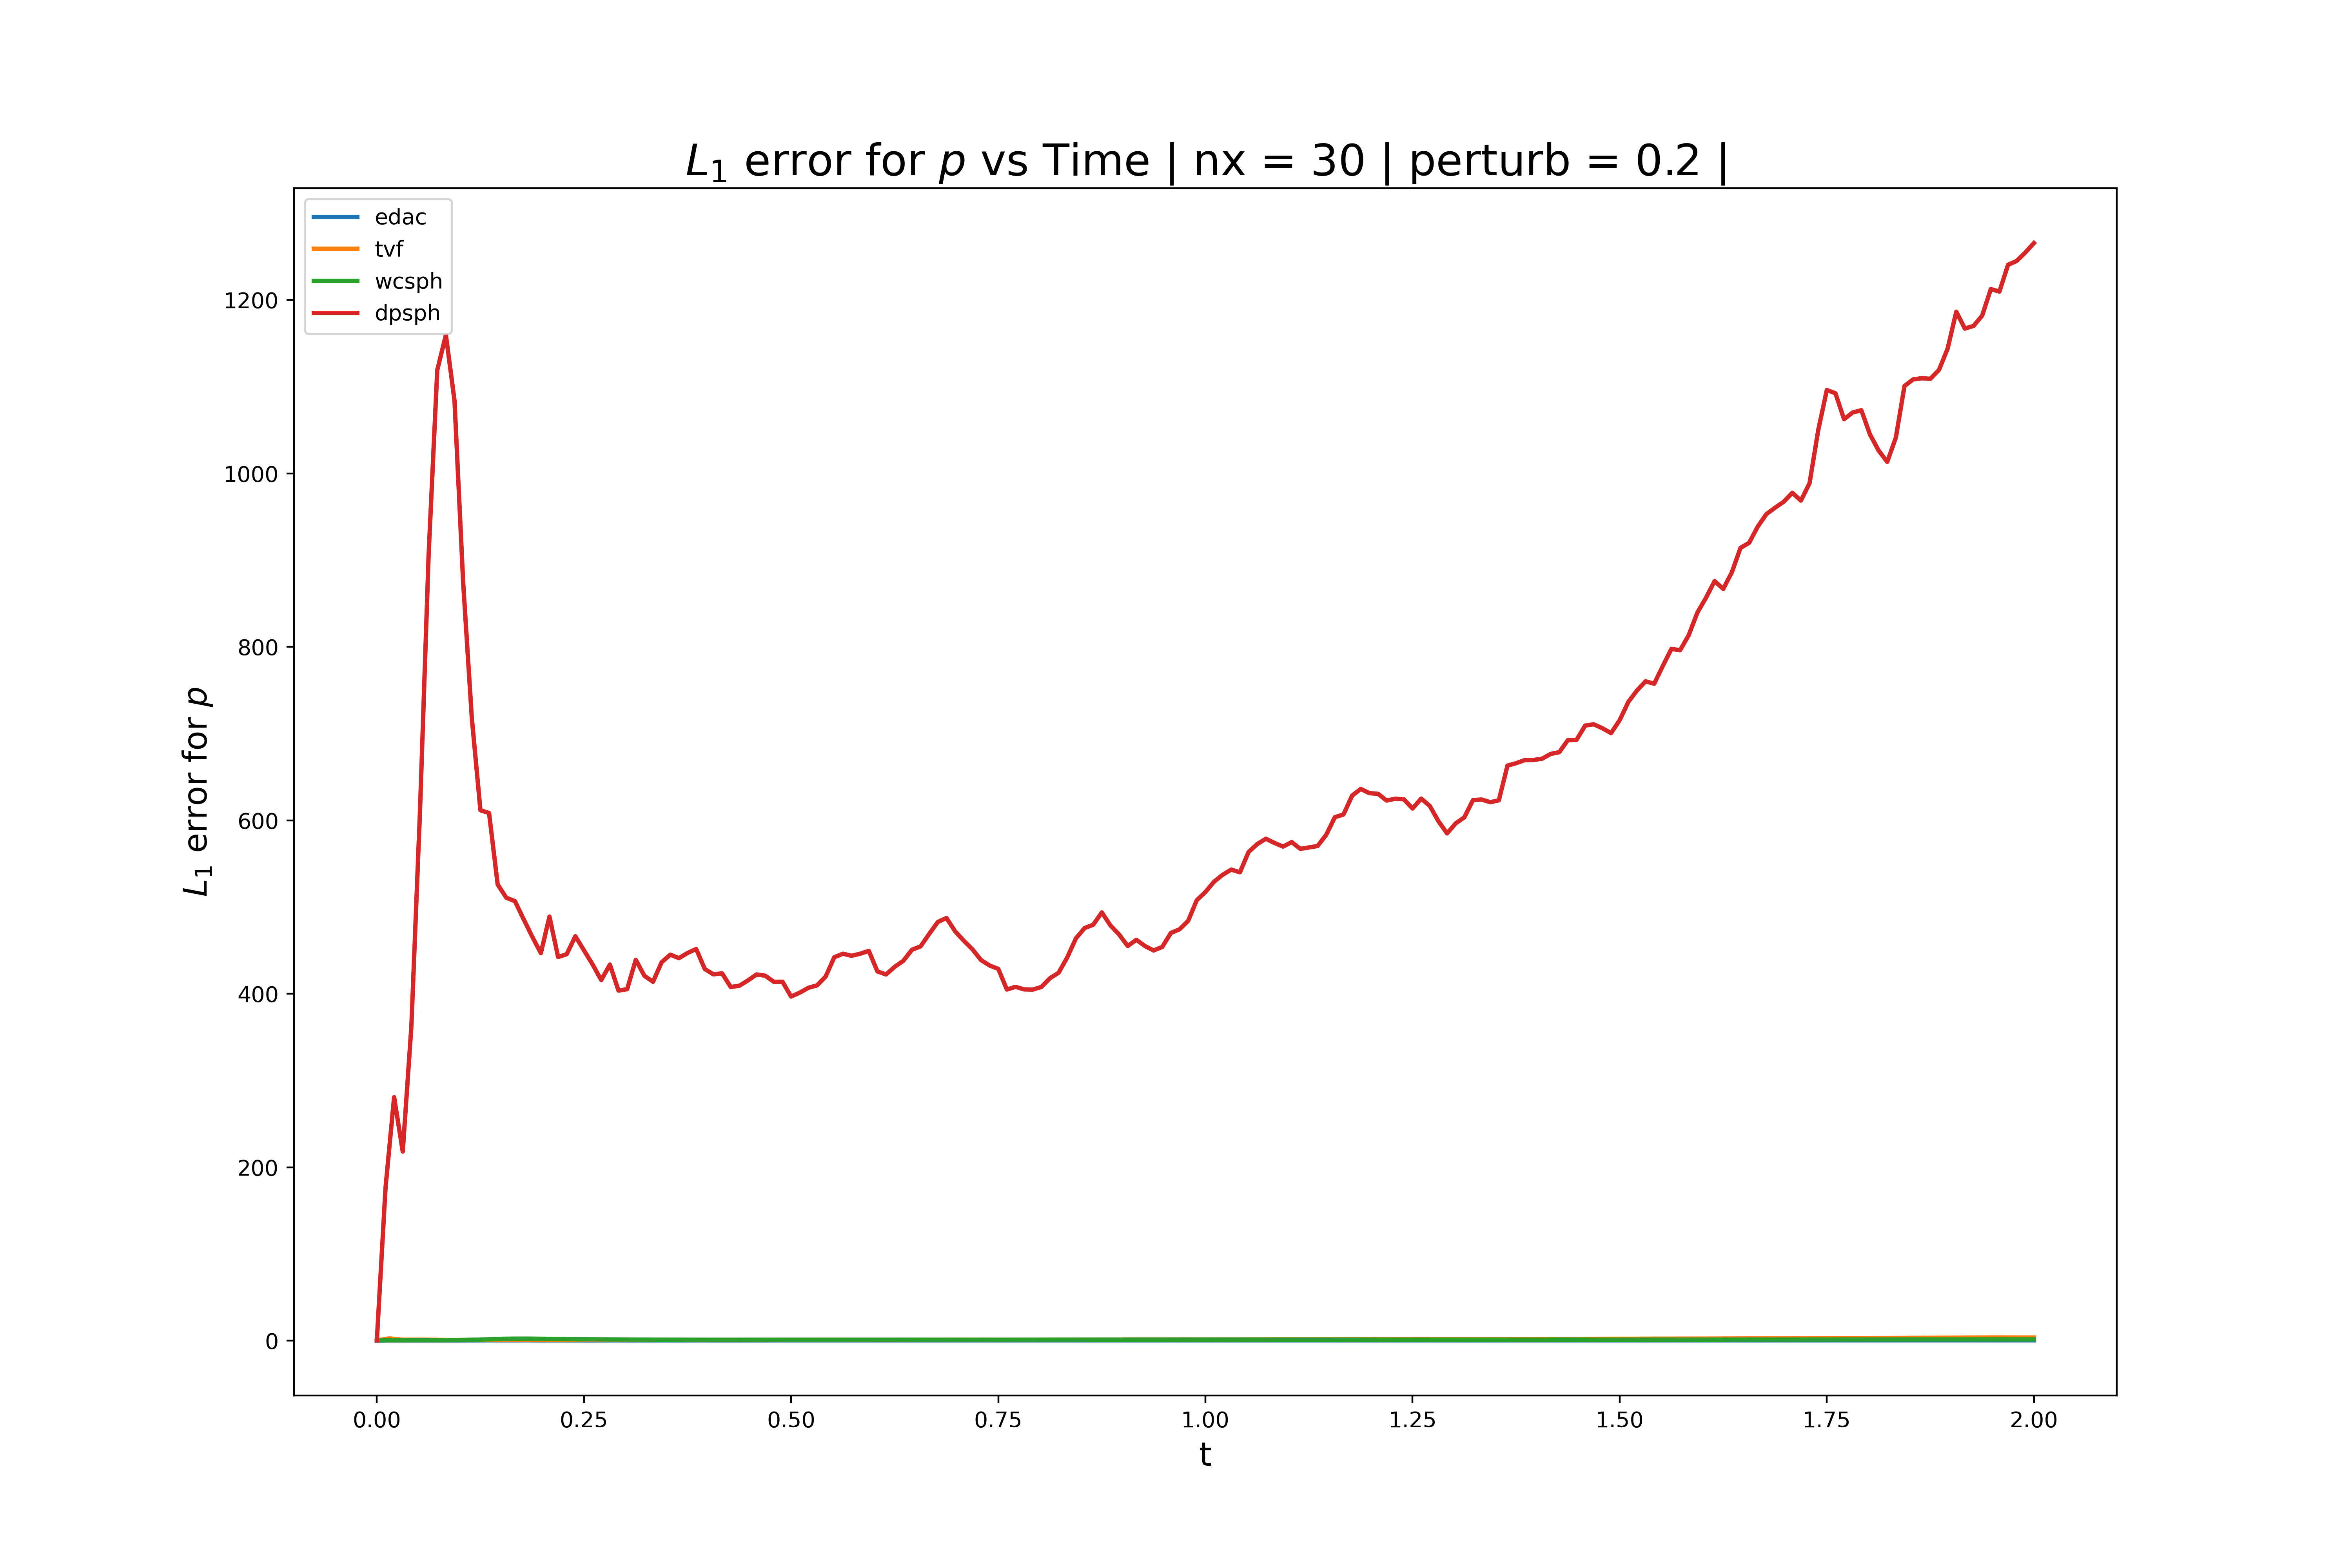 L₁ error for p vs Time | nx = 30 | perturb = 0.2 |
edac
tvf
wcsph
dpsph
L₁ error for p
1200
1000
800
600
400
200
0
0.00 0.25 0.50 0.75 1.00 1.25 1.50 1.75 2.00
t